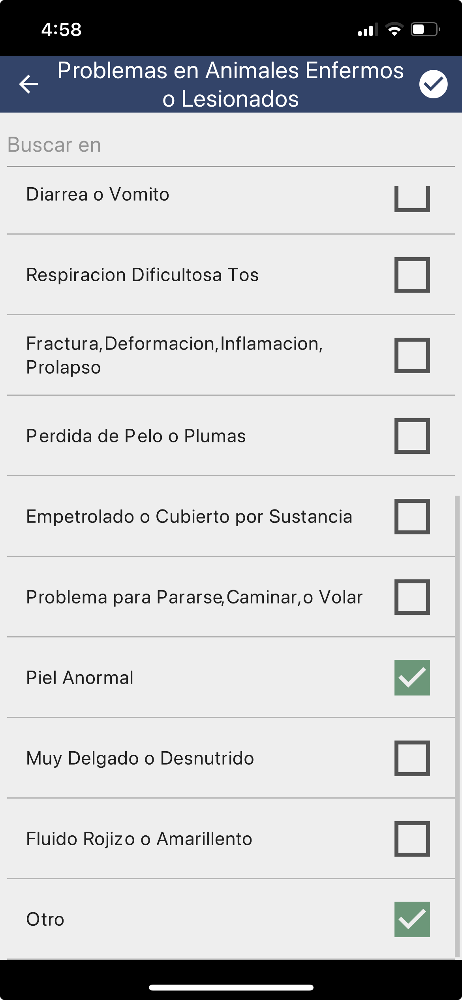 4:58
Problemas en Animales Enfermos
o Lesionados
Buscar en
Diarrea o Vomito
Respiracion Dificultosa Tos
Fractura,Deformacion,Inflamacion,
Prolapso
Perdida de Pelo o Plumas
Empetrolado o Cubierto por Sustancia
Problema para Pararse,Caminar,o Volar
Piel Anormal
Muy Delgado o Desnutrido
Fluido Rojizo o Amarillento
Otro